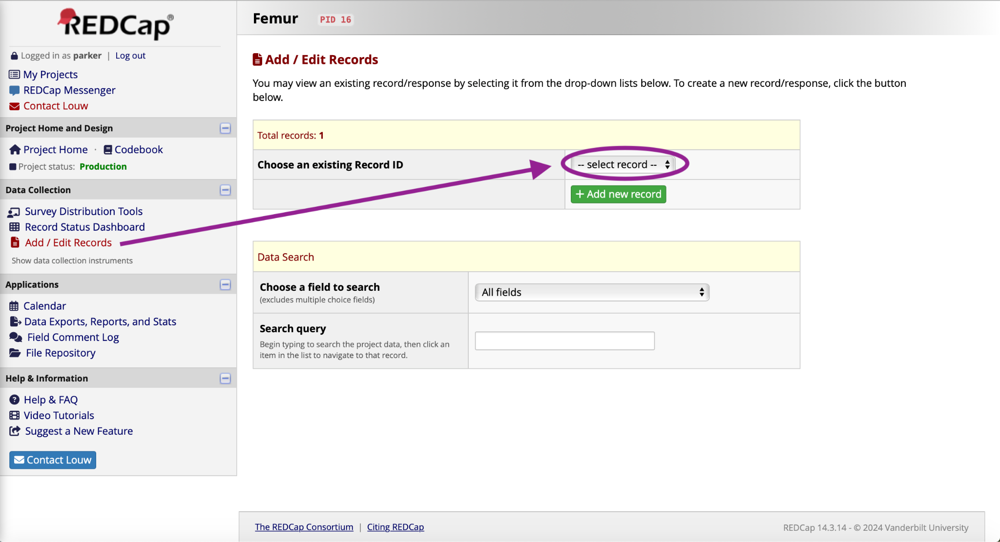 REDCap®
Logged in as parker | Log out
My Projects
REDCap Messenger
Contact Louw
Project Home and Design
Project Home · Codebook
Project status: Production
Data Collection
Survey Distribution Tools
Record Status Dashboard
Add / Edit Records
Show data collection instruments
Applications
Calendar
Data Exports, Reports, and Stats
Field Comment Log
File Repository
Help & Information
Help & FAQ
Video Tutorials
Suggest a New Feature
Contact Louw
Femur PID 16
Add / Edit Records
You may view an existing record/response by selecting it from the drop-down lists below. To create a new record/response, click the button
below.
Total records: 1
Choose an existing Record ID
-- select record --
+ Add new record
Data Search
Choose a field to search
(excludes multiple choice fields)
All fields
Search query
Begin typing to search the project data, then click an
item in the list to navigate to that record.
The REDCap Consortium | Citing REDCap
REDCap 14.3.14 - © 2024 Vanderbilt University